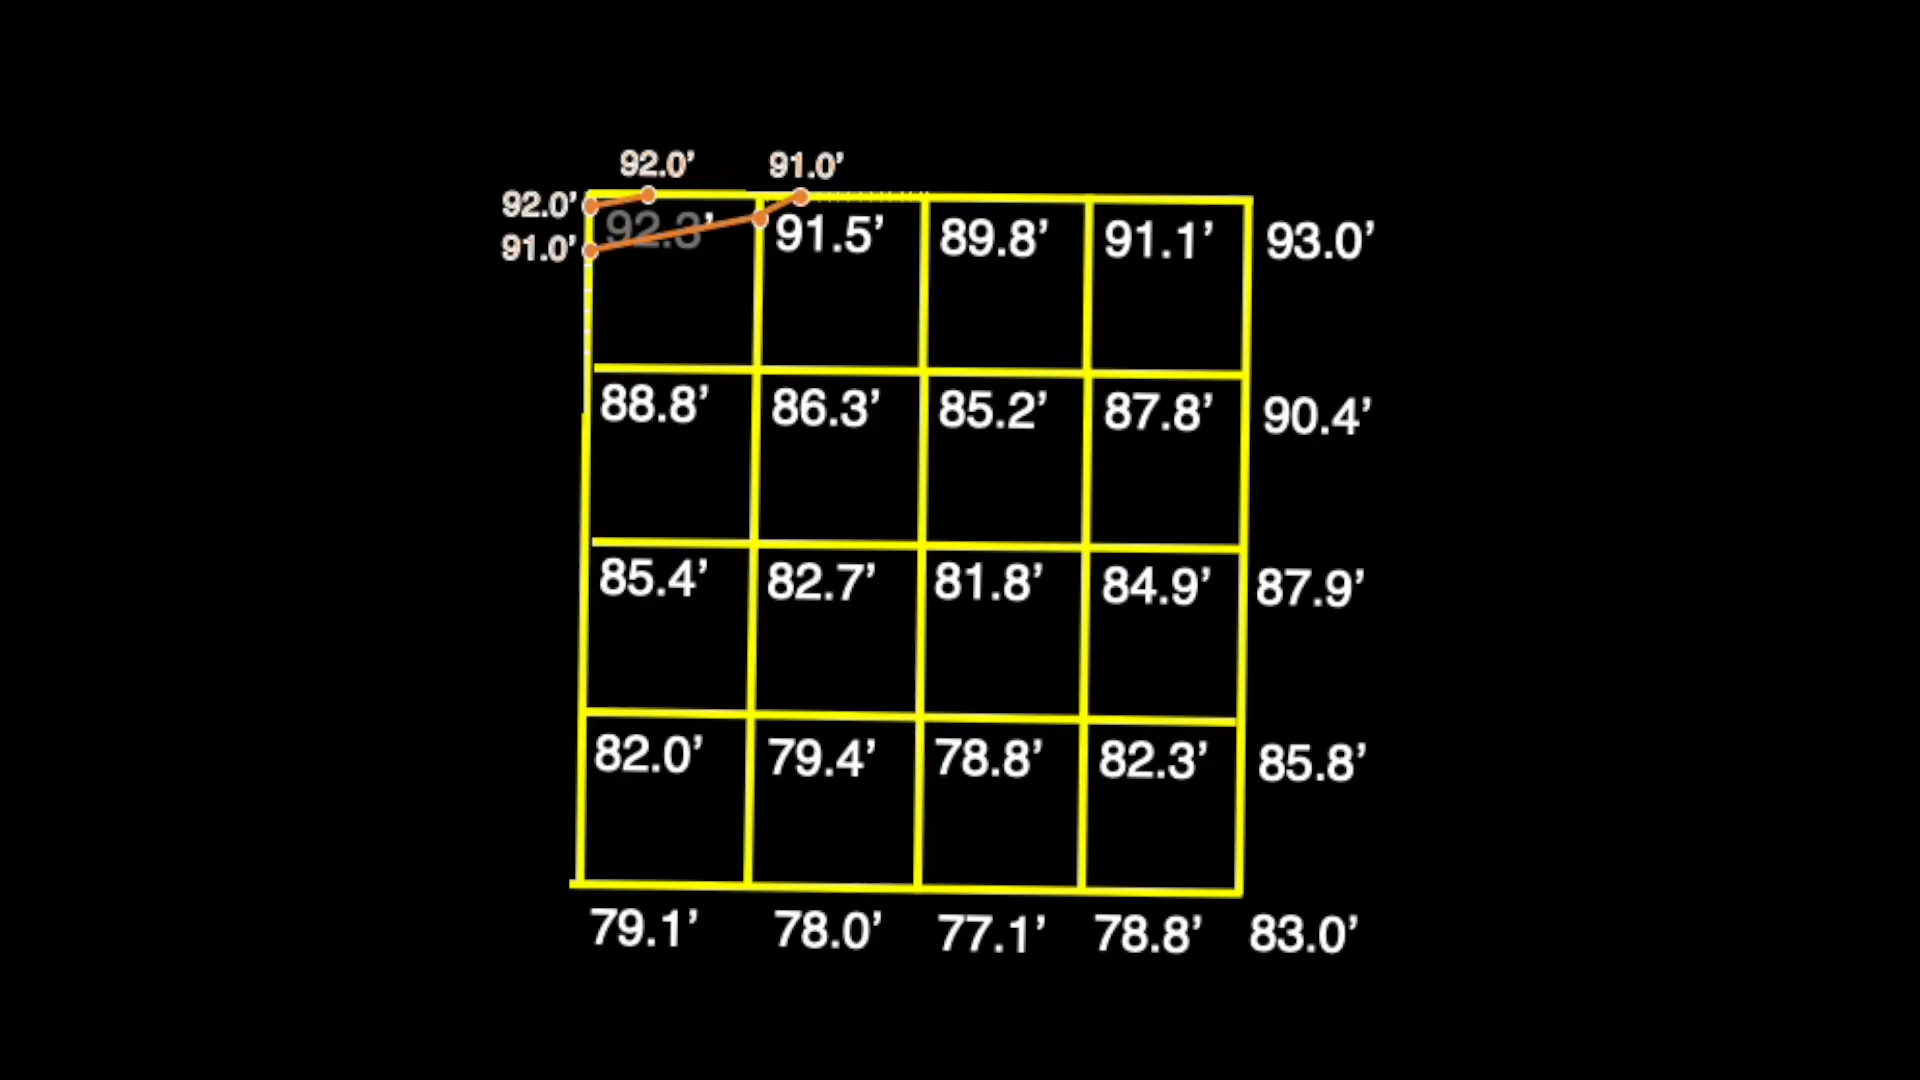 92.0’ 91.0’
92.0’
91.0’
92.3’ 91.5’ 89.8’ 91.1’ 93.0’
88.8’ 86.3’ 85.2’ 87.8’ 90.4’
85.4’ 82.7’ 81.8’ 84.9’ 87.9’
82.0’ 79.4’ 78.8’ 82.3’ 85.8’
79.1’ 78.0’ 77.1’ 78.8’ 83.0’